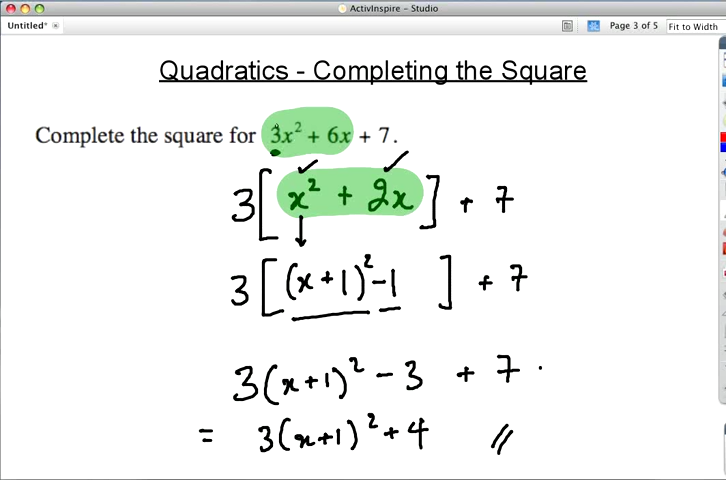 ActivInspire - Studio
Untitled*
Page 3 of 5 Fit to Width
Quadratics - Completing the Square
Complete the square for 3x² + 6x + 7.
3[ x² + 2x ] + 7
3[ (x+1)² - 1 ] + 7
3(x+1)² - 3 + 7.
= 3(x+1)² + 4 //